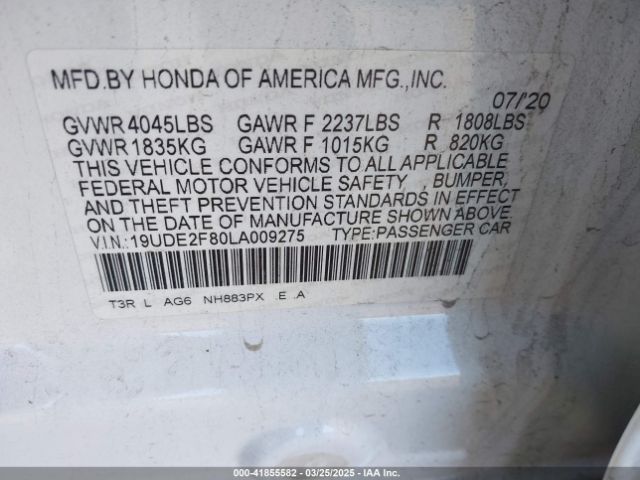 MFD.BY HONDA OF AMERICA MFG.,INC.
07/'20
GVWR 4045LBS GAWR F 2237LBS R 1808LBS
GVWR 1835KG GAWR F 1015KG R 820KG
THIS VEHICLE CONFORMS TO ALL APPLICABLE
FEDERAL MOTOR VEHICLE SAFETY , BUMPER,
AND THEFT PREVENTION STANDARDS IN EFFECT
ON THE DATE OF MANUFACTURE SHOWN ABOVE.
V.I.N.:19UDE2F80LA009275 TYPE:PASSENGER CAR
T3R L AG6 NH883PX .E .A
000-41855582 | 03/25/2025 - IAA Inc.